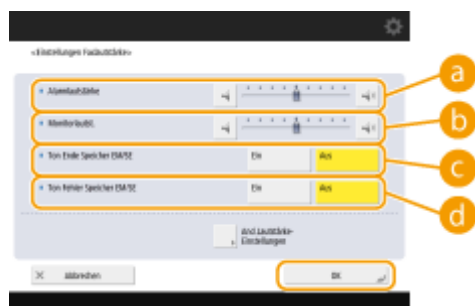 <Einstellungen Faxlautstärke>
a
Alarmlautstärke
b
Monitorlautst.
c
Ton Ende Speicher EM/SE
Ein
Aus
d
Ton Fehler Speicher EM/SE
Ein
Aus
And Lautstärke-
Einstellungen
Abbrechen
OK